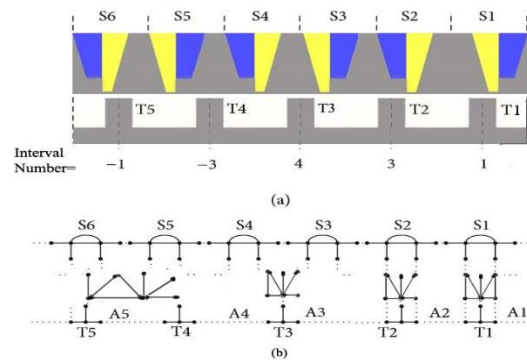 S6 S5 S4 S3 S2 S1
T5 T4 T3 T2 T1
Interval
Number= −1 −3 4 3 1
(a)
S6 S5 S4 S3 S2 S1
A5 A4 A3 A2 A1
T5 T4 T3 T2 T1
(b)